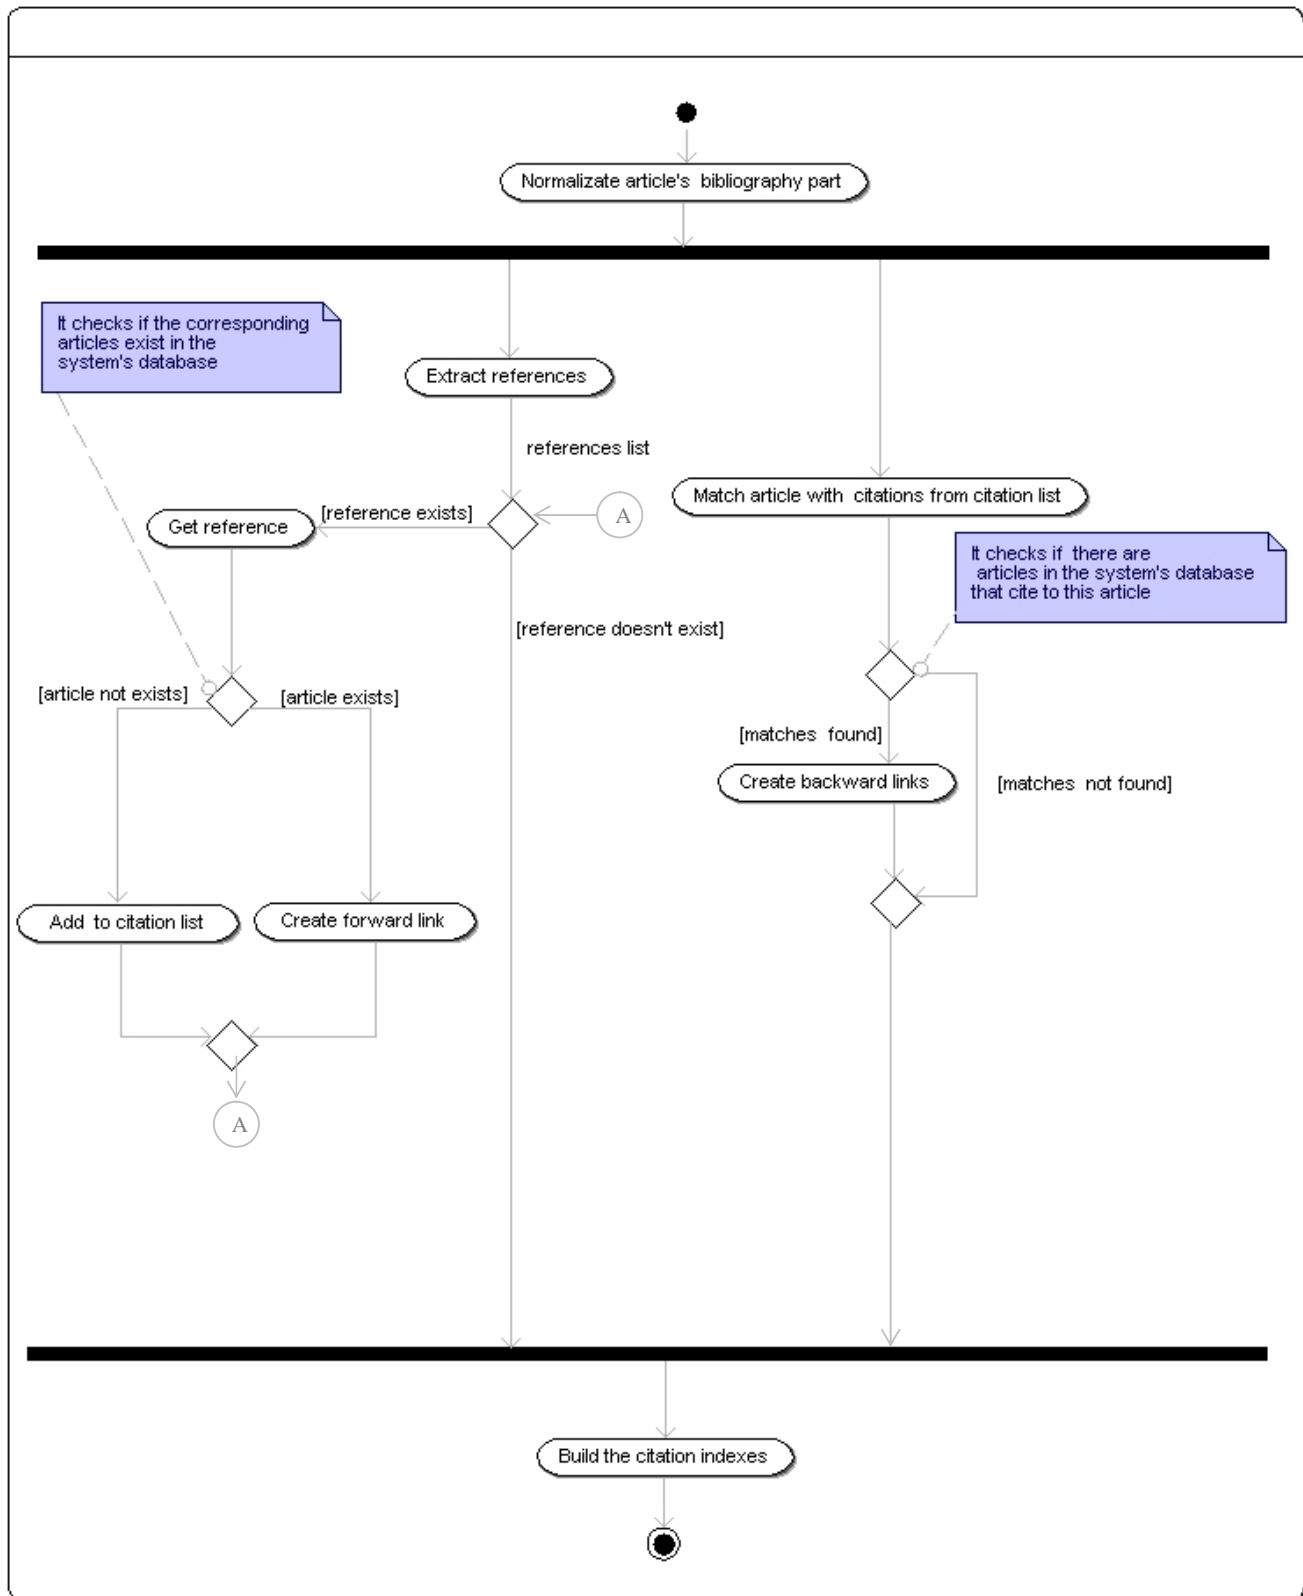 Normalizate article's bibliography part
It checks if the corresponding
articles exist in the
system's database
Extract references
references list
Match article with citations from citation list
[reference exists]
A
Get reference
It checks if there are
articles in the system's database
that cite to this article
[reference doesn't exist]
[article not exists]
[article exists]
[matches found]
Create backward links
[matches not found]
Add to citation list
Create forward link
A
Build the citation indexes